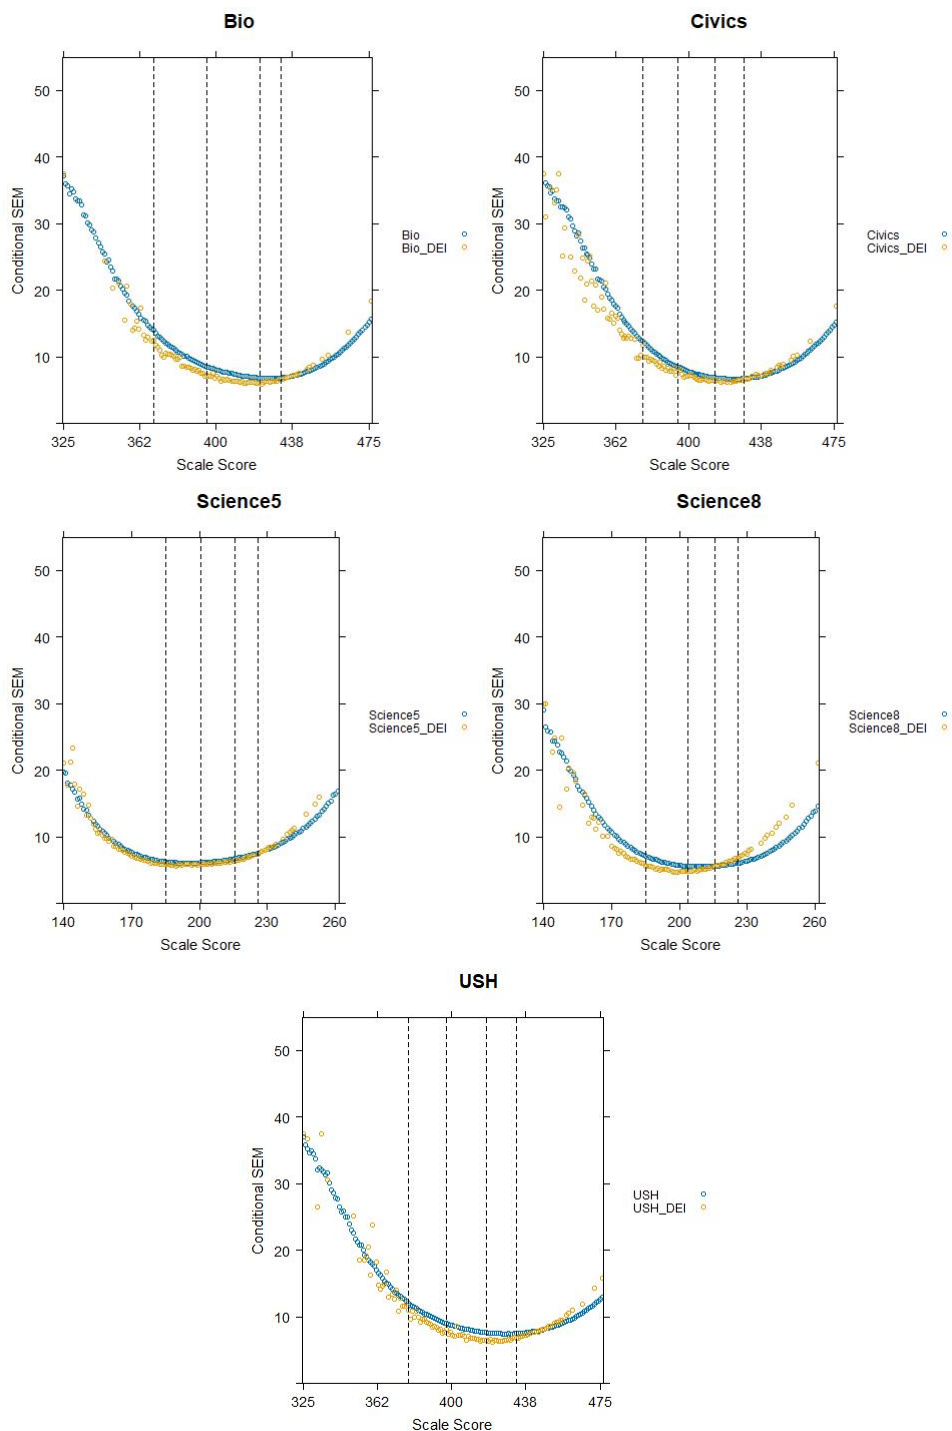 Bio
Conditional SEM
50
40
30
20
10
325 362 400 438 475
Scale Score
Bio
Bio_DEI
Civics
Conditional SEM
50
40
30
20
10
325 362 400 438 475
Scale Score
Civics
Civics_DEI
Science5
Conditional SEM
50
40
30
20
10
140 170 200 230 260
Scale Score
Science5
Science5_DEI
Science8
Conditional SEM
50
40
30
20
10
140 170 200 230 260
Scale Score
Science8
Science8_DEI
USH
Conditional SEM
50
40
30
20
10
325 362 400 438 475
Scale Score
USH
USH_DEI